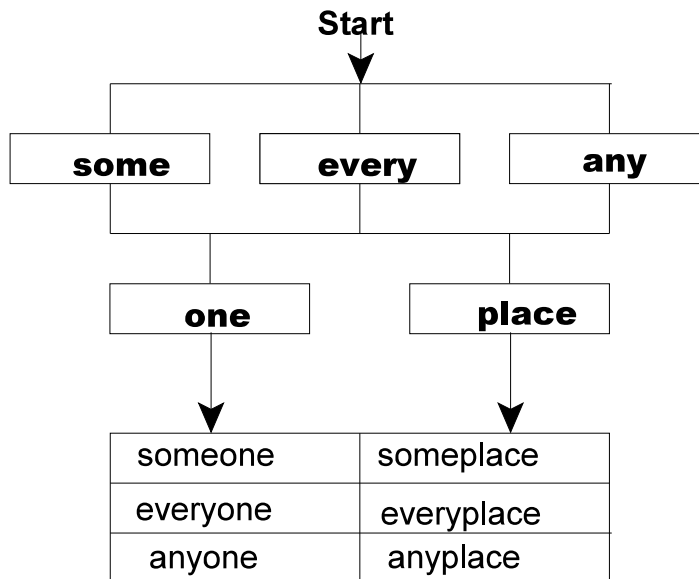 Start
some every any
one place
someone someplace
everyone everyplace
anyone anyplace